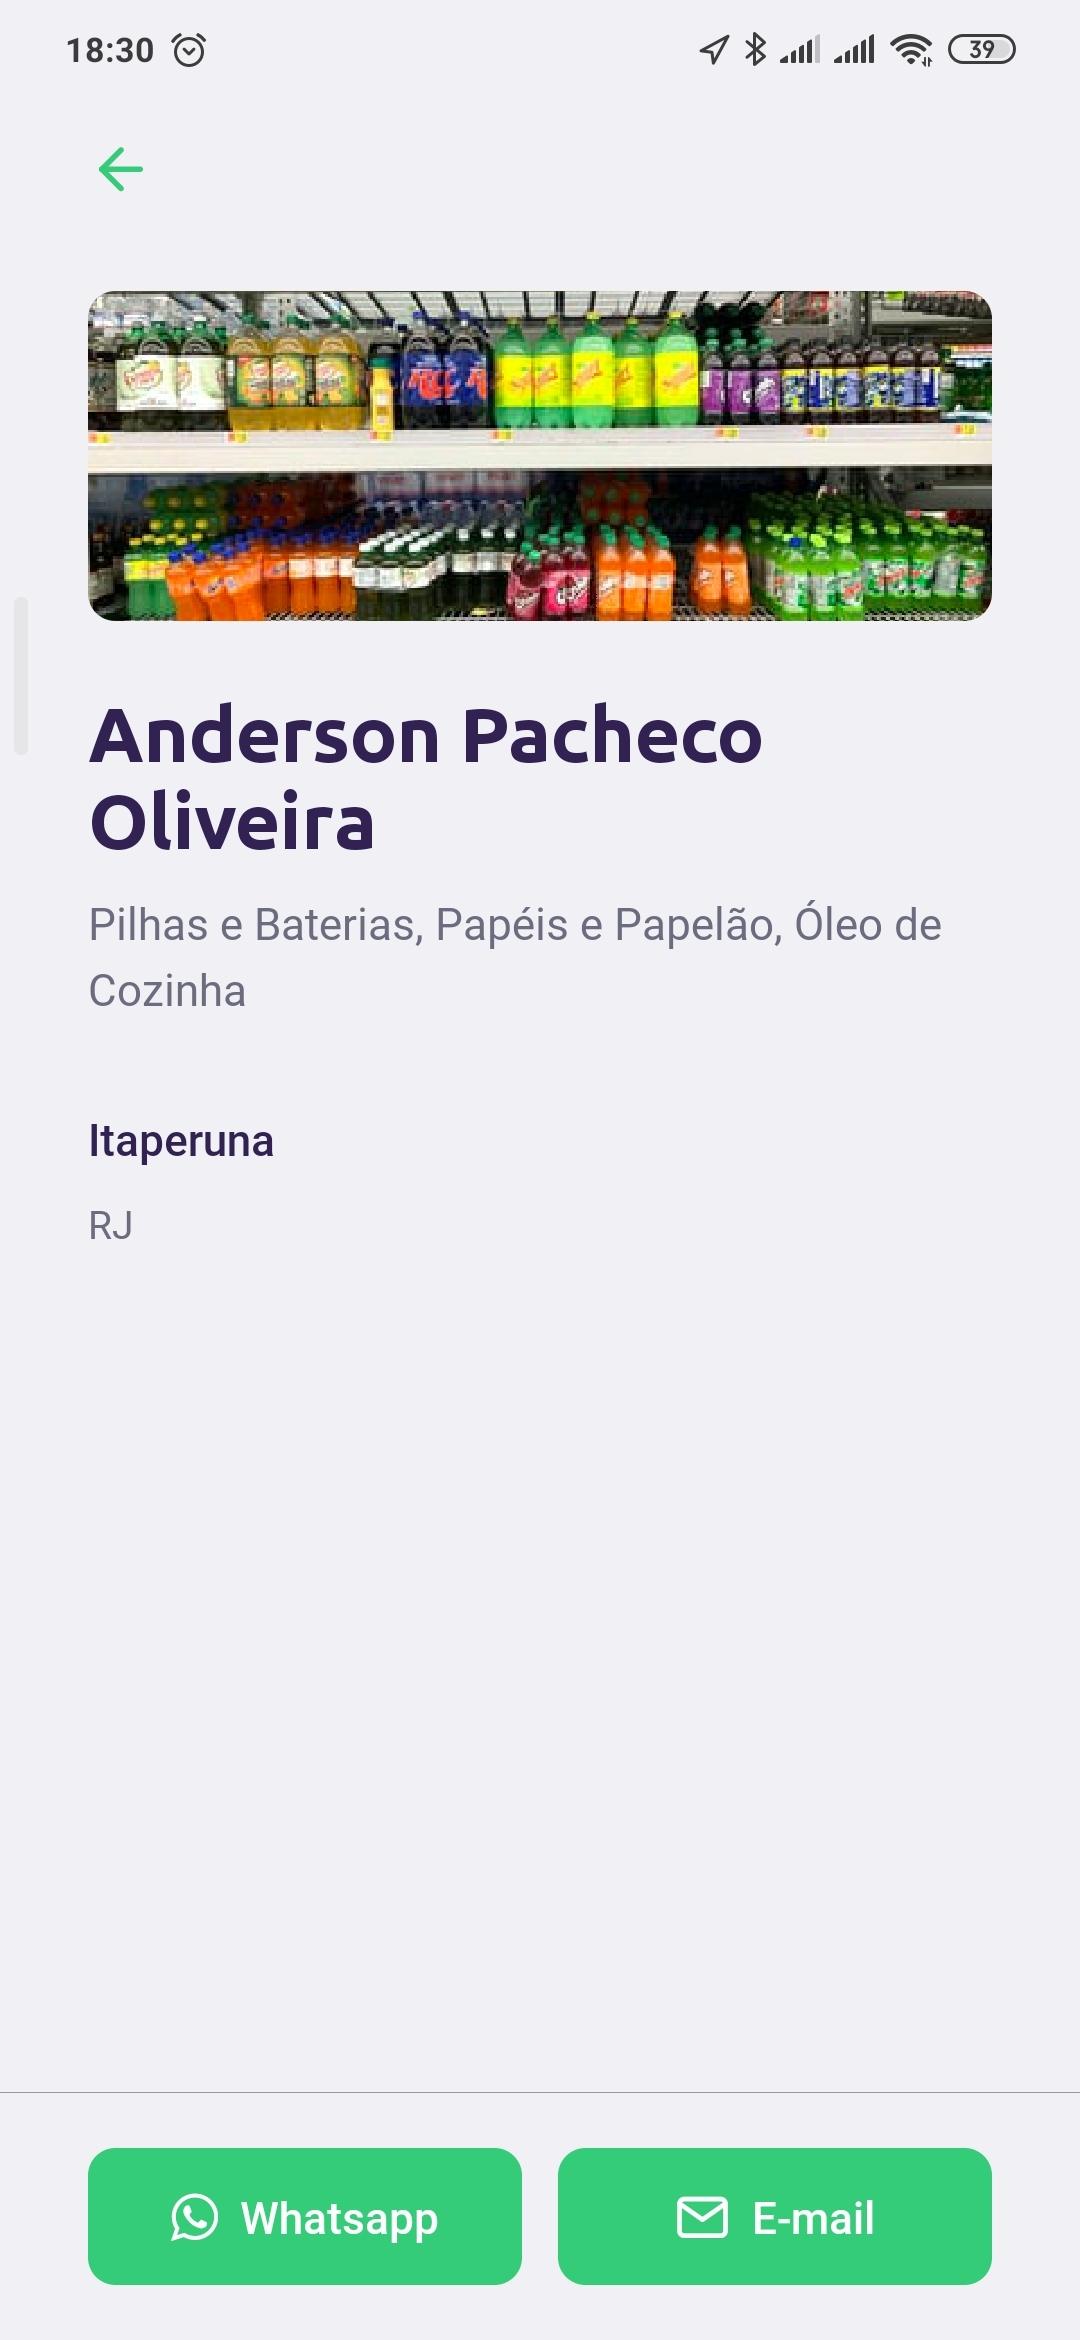 18:30
39
Anderson Pacheco
Oliveira
Pilhas e Baterias, Papéis e Papelão, Óleo de
Cozinha
Itaperuna
RJ
Whatsapp
E-mail